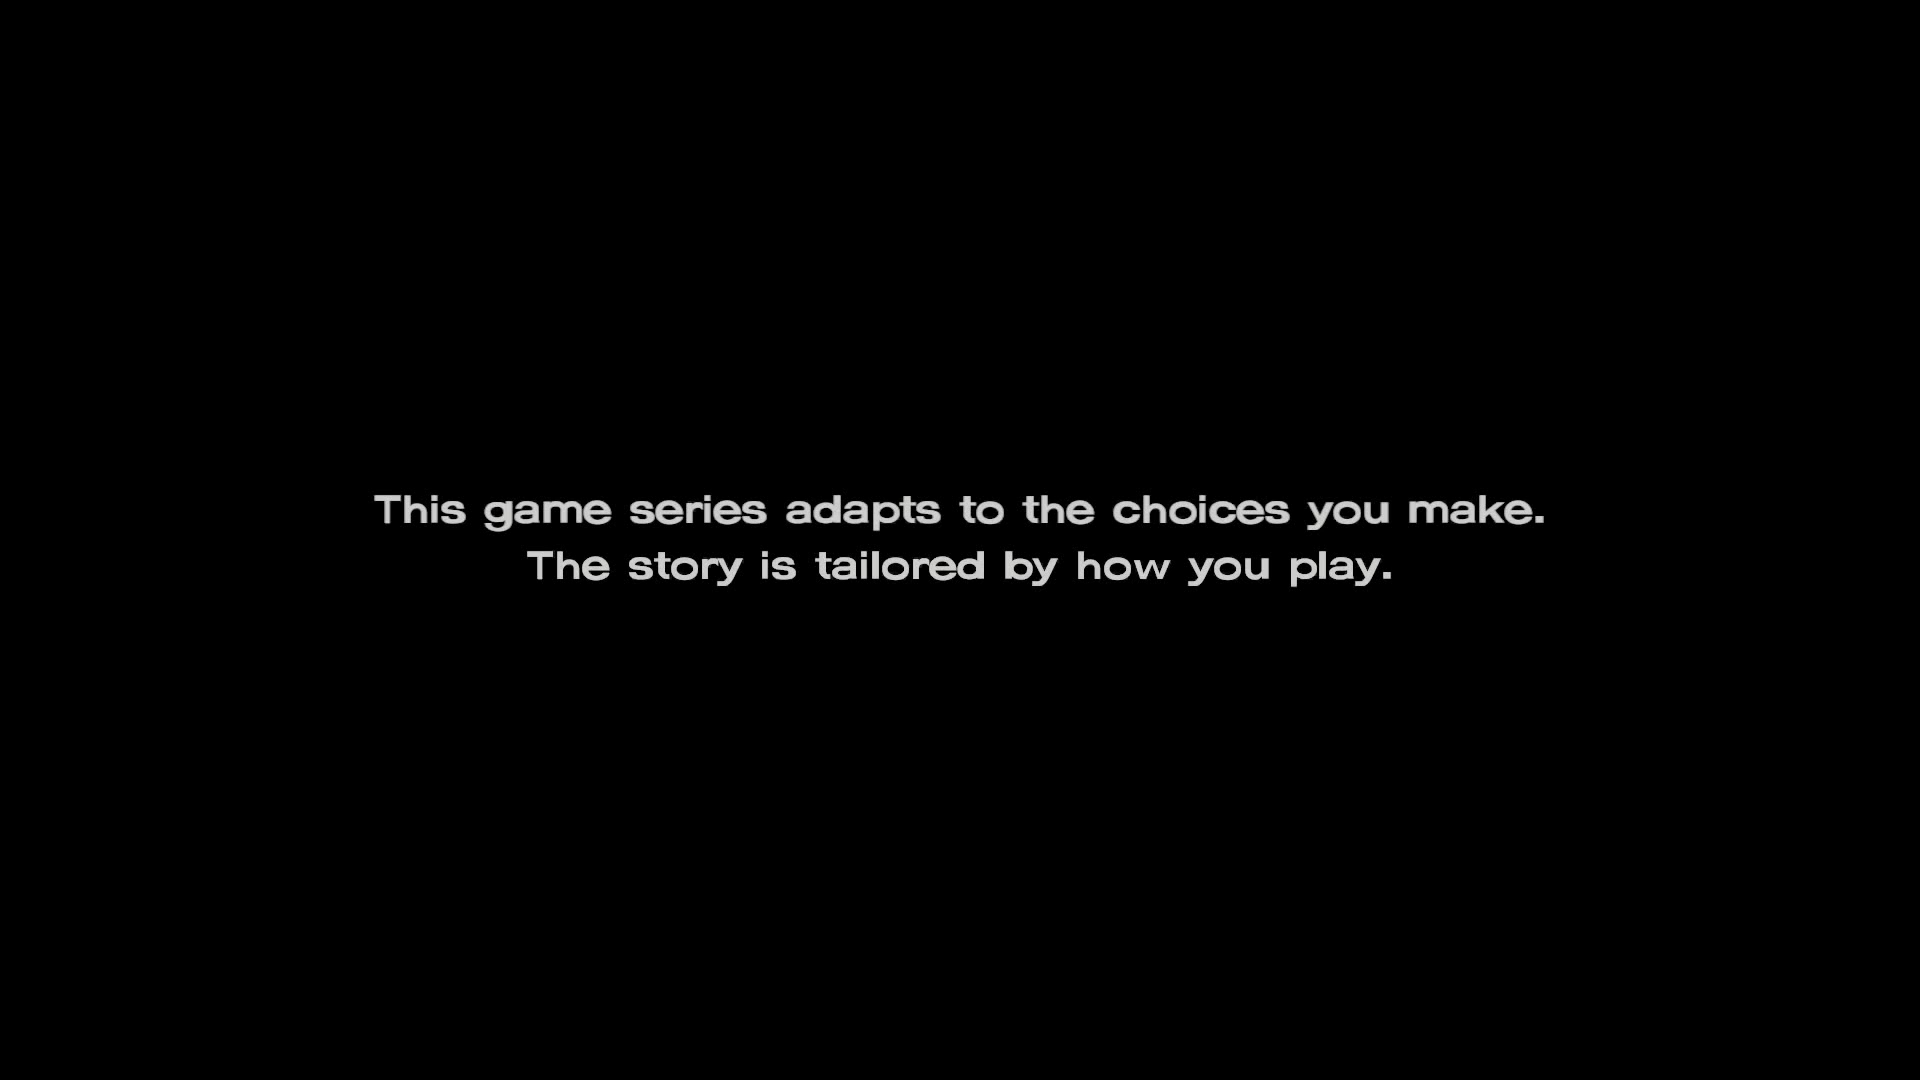 This game series adapts to the choices you make.
The story is tailored by how you play.